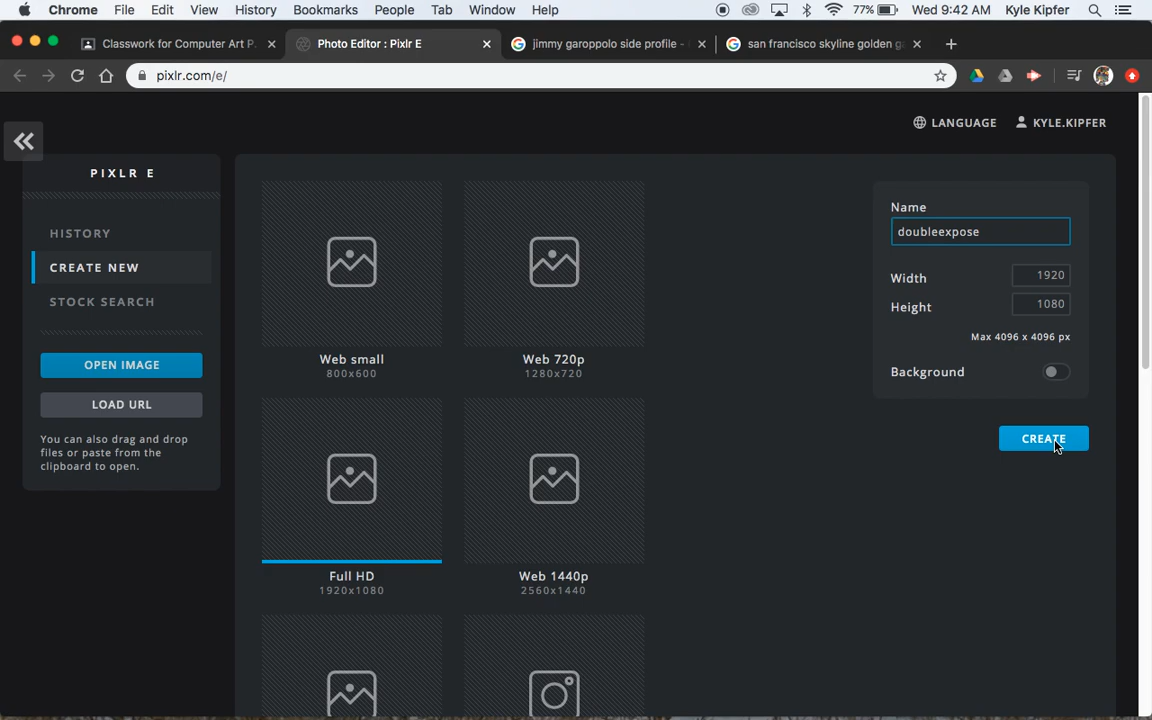 Chrome File Edit View History Bookmarks People Tab Window Help 77% Wed 9:42 AM Kyle Kipfer
Classwork for Computer Art P Photo Editor : Pixlr E jimmy garoppolo side profile - san francisco skyline golden g
pixlr.com/e/
LANGUAGE KYLE.KIPFER
PIXLR E
HISTORY
CREATE NEW
STOCK SEARCH
OPEN IMAGE
LOAD URL
You can also drag and drop
files or paste from the
clipboard to open.
Web small
800x600
Web 720p
1280x720
Full HD
1920x1080
Web 1440p
2560x1440
Name
doubleexpose
Width 1920
Height 1080
Max 4096 x 4096 px
Background
CREATE